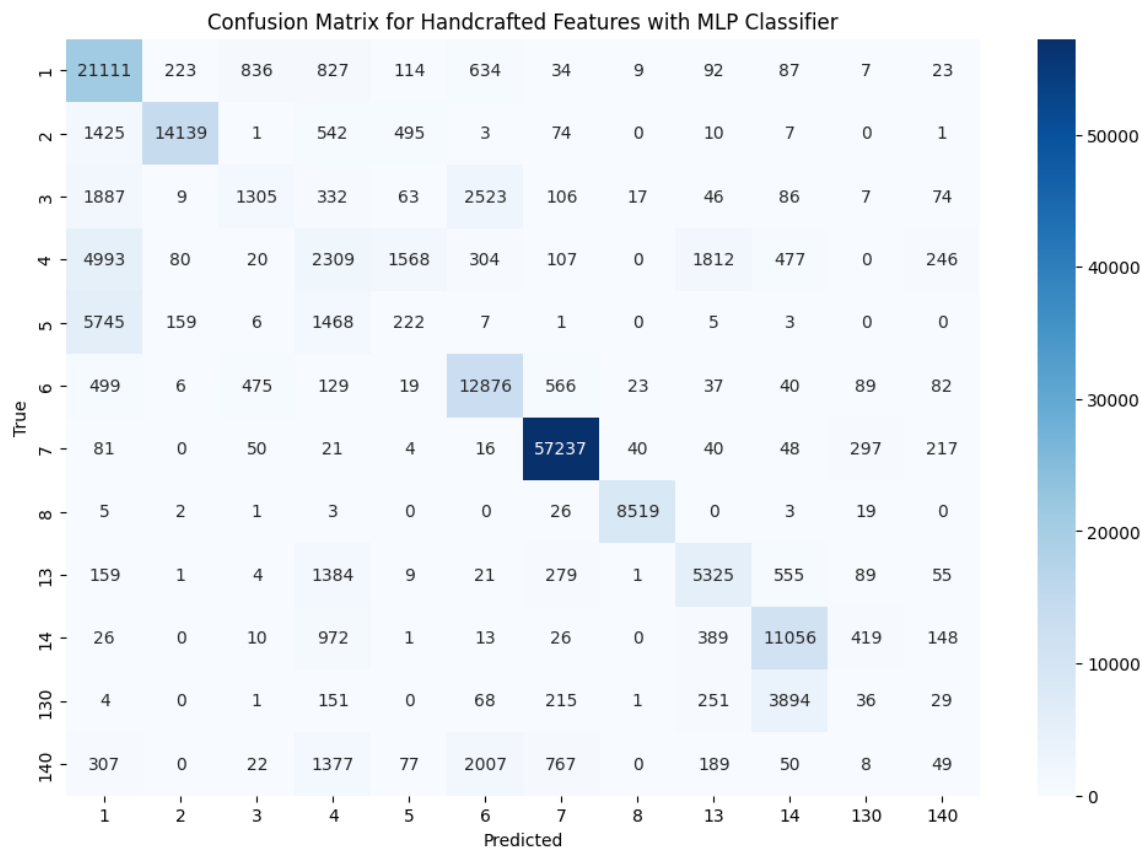 Confusion Matrix for Handcrafted Features with MLP Classifier
1 21111 223 836 827 114 634 34 9 92 87 7 23
2 1425 14139 1 542 495 3 74 0 10 7 0 1
3 1887 9 1305 332 63 2523 106 17 46 86 7 74
4 4993 80 20 2309 1568 304 107 0 1812 477 0 246
5 5745 159 6 1468 222 7 1 0 5 3 0 0
6 499 6 475 129 19 12876 566 23 37 40 89 82
7 81 0 50 21 4 16 57237 40 40 48 297 217
8 5 2 1 3 0 0 26 8519 0 3 19 0
13 159 1 4 1384 9 21 279 1 5325 555 89 55
14 26 0 10 972 1 13 26 0 389 11056 419 148
130 4 0 1 151 0 68 215 1 251 3894 36 29
140 307 0 22 1377 77 2007 767 0 189 50 8 49
1 2 3 4 5 6 7 8 13 14 130 140
Predicted
True
50000
40000
30000
20000
10000
0